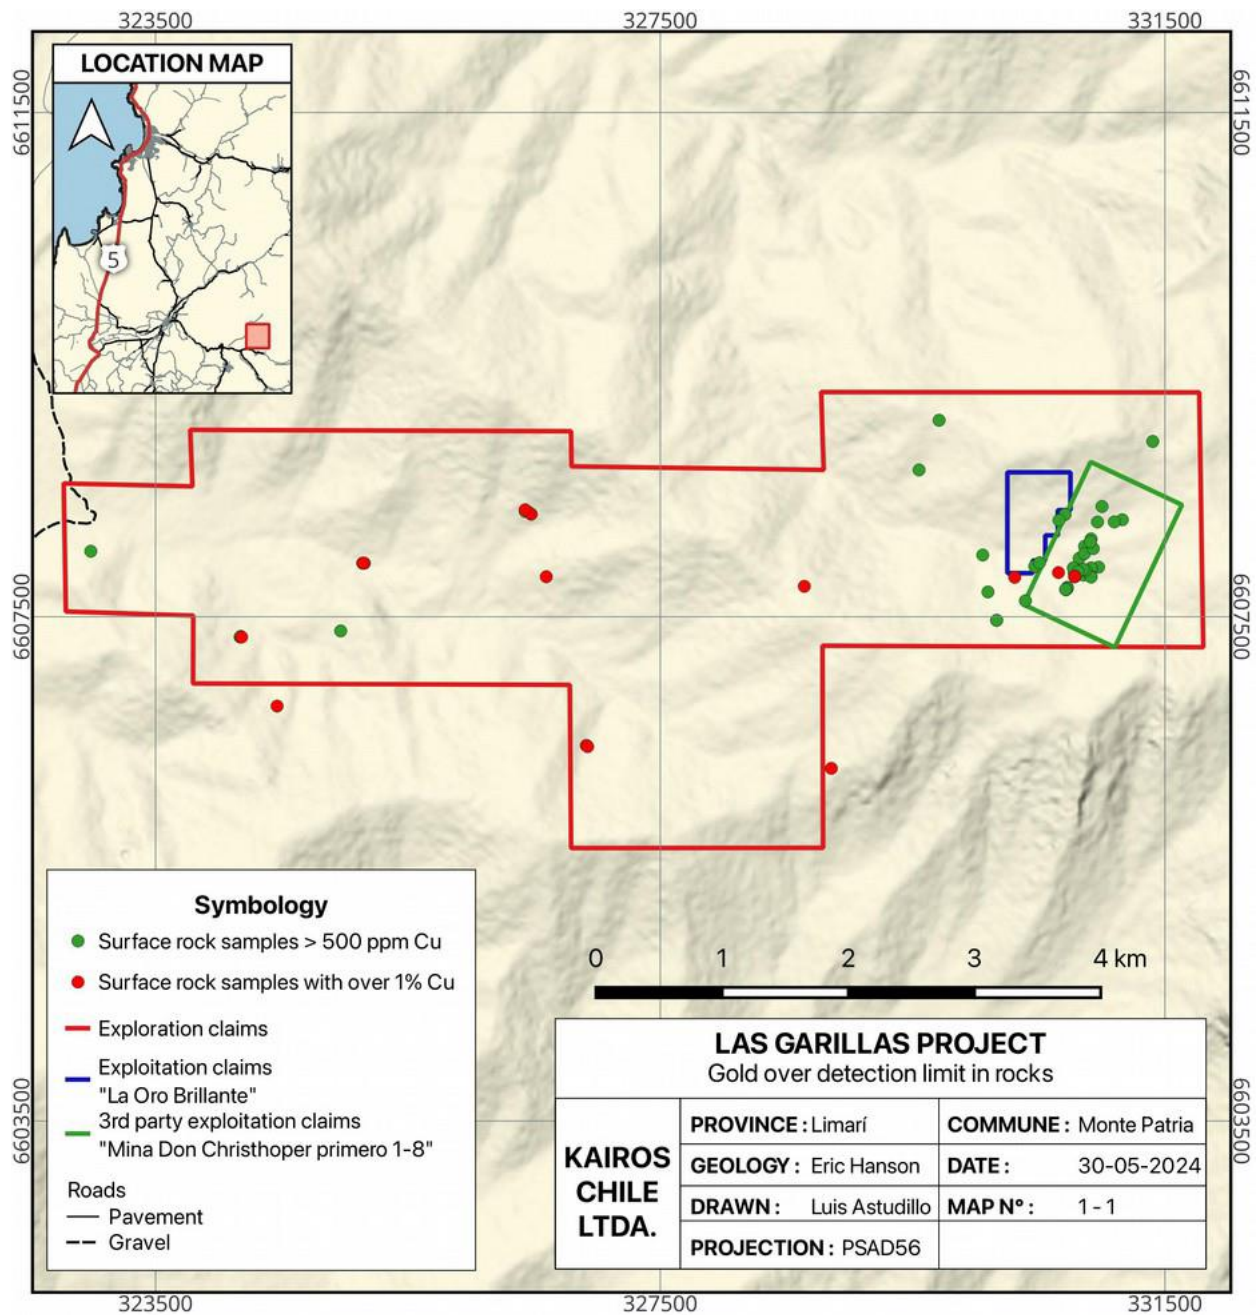 323500
327500
331500
LOCATION MAP
5
6611500
6611500
6607500
6607500
6603500
6603500
Symbology
Surface rock samples > 500 ppm Cu
Surface rock samples with over 1% Cu
Exploration claims
Exploitation claims
"La Oro Brillante"
3rd party exploitation claims
"Mina Don Christhoper primero 1-8"
Roads
Pavement
Gravel
0 1 2 3 4 km
LAS GARILLAS PROJECT
Gold over detection limit in rocks
KAIROS
CHILE
LTDA.
PROVINCE : Limarí
COMMUNE : Monte Patria
GEOLOGY : Eric Hanson
DATE : 30-05-2024
DRAWN : Luis Astudillo
MAP Nº : 1 - 1
PROJECTION : PSAD56
323500
327500
331500